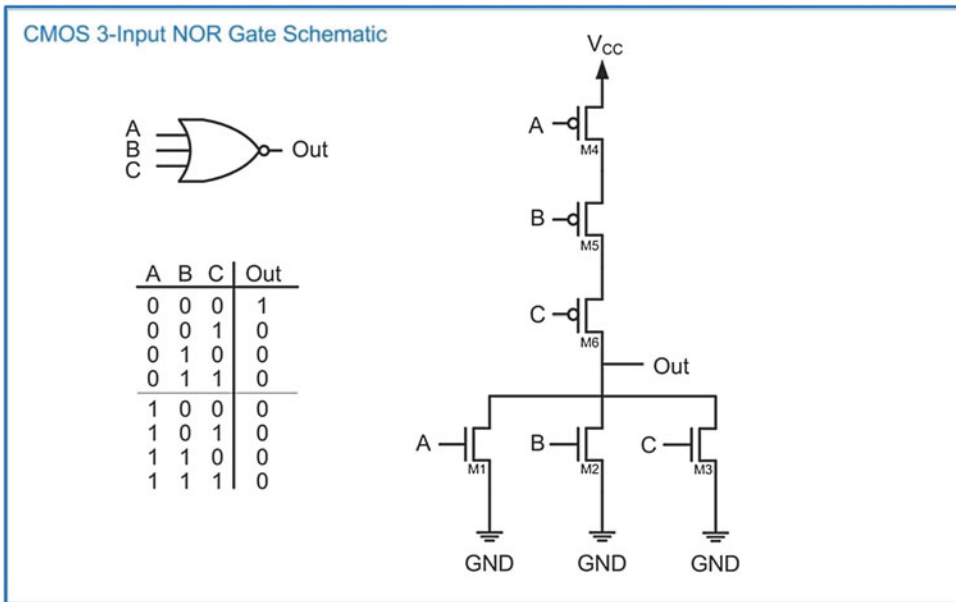 CMOS 3-Input NOR Gate Schematic
A
B
C
Out
A B C Out
0 0 0 1
0 0 1 0
0 1 0 0
0 1 1 0
1 0 0 0
1 0 1 0
1 1 0 0
1 1 1 0
VCC
A
M4
B
M5
C
M6
Out
A
M1
B
M2
C
M3
GND GND GND